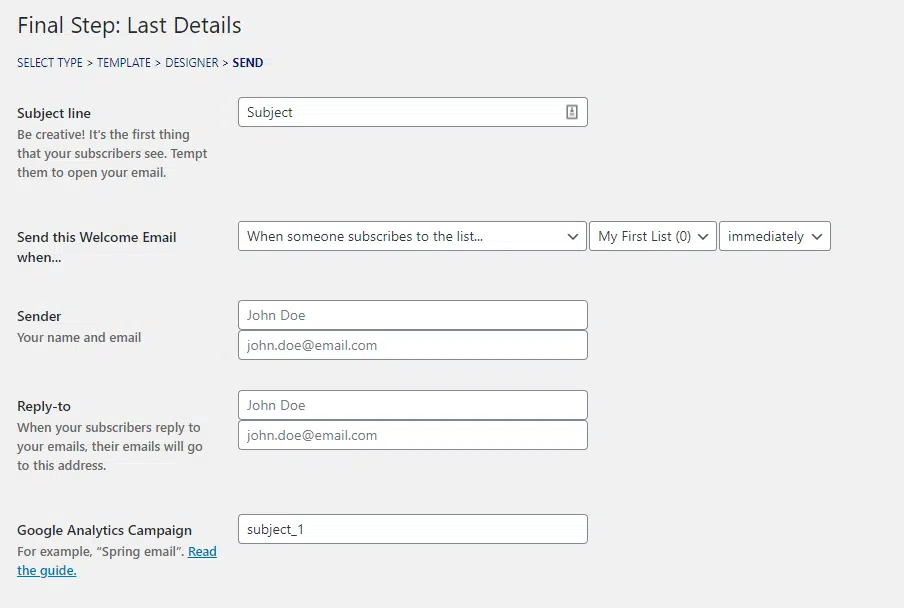 Final Step: Last Details
SELECT TYPE > TEMPLATE > DESIGNER > SEND
Subject line
Be creative! It's the first thing
that your subscribers see. Tempt
them to open your email.
Subject
Send this Welcome Email
when...
When someone subscribes to the list...
My First List (0)
immediately
Sender
Your name and email
John Doe
john.doe@email.com
Reply-to
When your subscribers reply to
your emails, their emails will go
to this address.
John Doe
john.doe@email.com
Google Analytics Campaign
For example, “Spring email”. Read
the guide.
subject_1